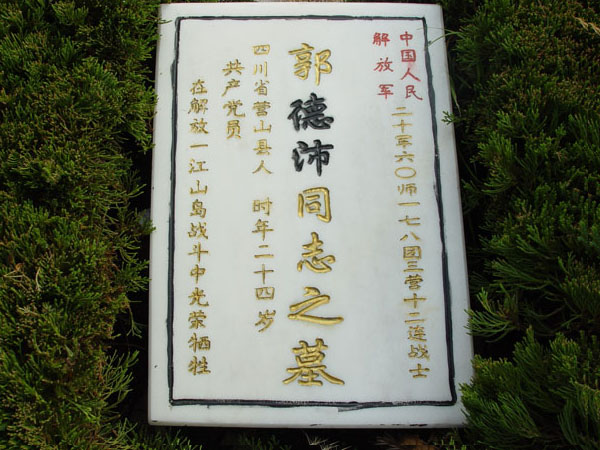 中国人民
解放军
二十军六〇师一七八团三营十二连战士
郭德沛同志之墓
四川省营山县人 时年二十四岁
共产党员
在解放一江山岛战斗中光荣牺牲